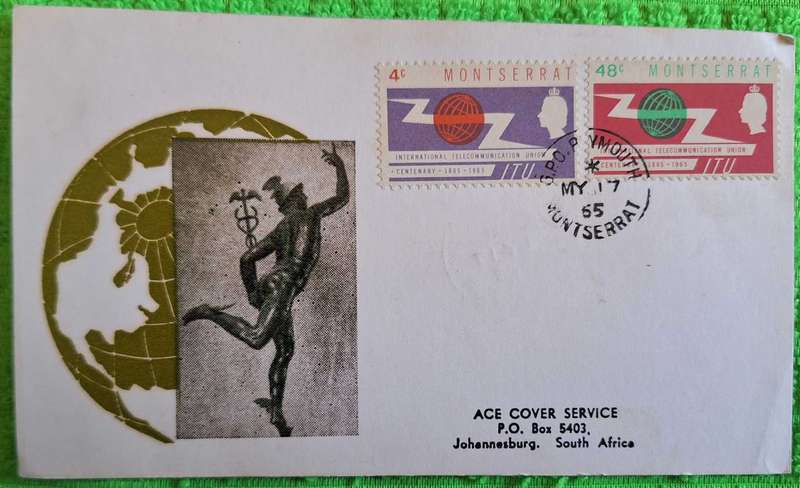 4c MONTSERRAT
INTERNATIONAL TELECOMMUNICATION UNION
CENTENARY · 1865 · 1965 ITU
48c MONTSERRAT
INTERNATIONAL TELECOMMUNICATION UNION
CENTENARY · 1865 · 1965 ITU
G.P.O. PLYMOUTH
*
MY 17
65
MONTSERRAT
ACE COVER SERVICE
P.O. Box 5403,
Johannesburg. South Africa